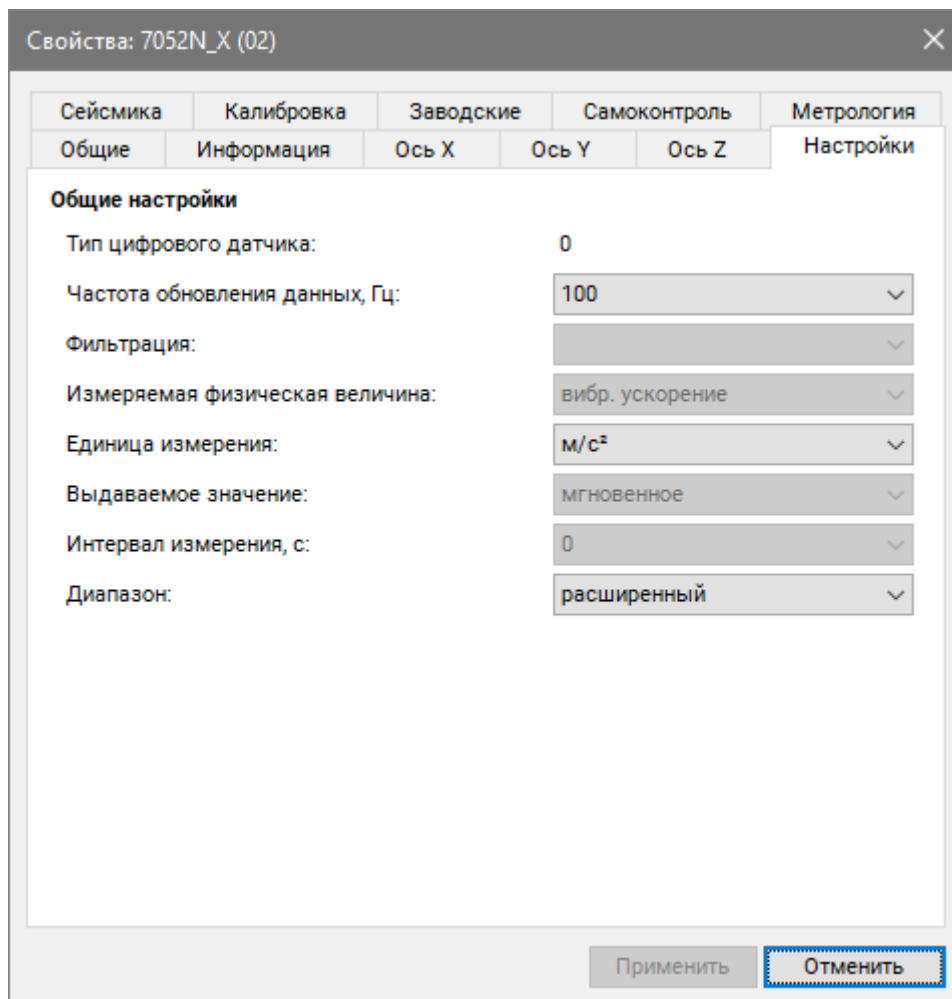 Свойства: 7052N_X (02)
Сейсмика Калибровка Заводские Самоконтроль Метрология
Общие Информация Ось X Ось Y Ось Z Настройки
Общие настройки
Тип цифрового датчика: 0
Частота обновления данных, Гц: 100
Фильтрация:
Измеряемая физическая величина: вибр. ускорение
Единица измерения: м/с²
Выдаваемое значение: мгновенное
Интервал измерения, с: 0
Диапазон: расширенный
Применить Отменить